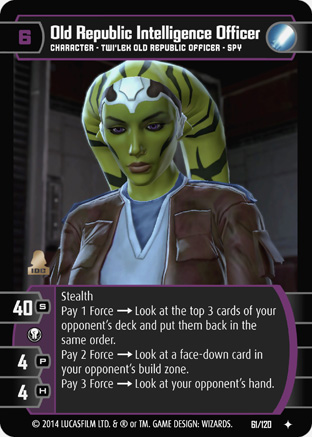 6 Old Republic Intelligence Officer
CHARACTER - TWI'LEK OLD REPUBLIC OFFICER - SPY
100
40 S
4 P
4 H
Stealth
Pay 1 Force → Look at the top 3 cards of your
opponent's deck and put them back in the
same order.
Pay 2 Force → Look at a face-down card in
your opponent's build zone.
Pay 3 Force → Look at your opponent's hand.
© 2014 LUCASFILM LTD. & ® or TM. GAME DESIGN: WIZARDS. 61/120